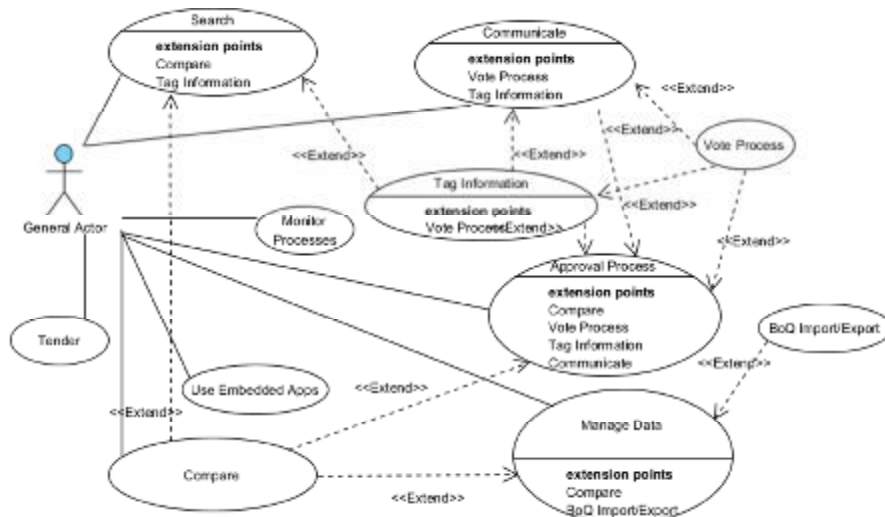 Search
extension points
Compare
Tag Information
Communicate
extension points
Vote Process
Tag Information
<<Extend>>
Vote Process
<<Extend>>
<<Extend>>
<<Extend>>
Tag Information
extension points
Vote Process
<<Extend>>
<<Extend>>
<<Extend>>
<<Extend>>
General Actor
Monitor
Processes
Approval Process
extension points
Compare
Vote Process
Tag Information
Communicate
Tender
BoQ Import/Export
<<Extend>>
Use Embedded Apps
<<Extend>>
<<Extend>>
Manage Data
extension points
Compare
BoQ Import/Export
Compare
<<Extend>>